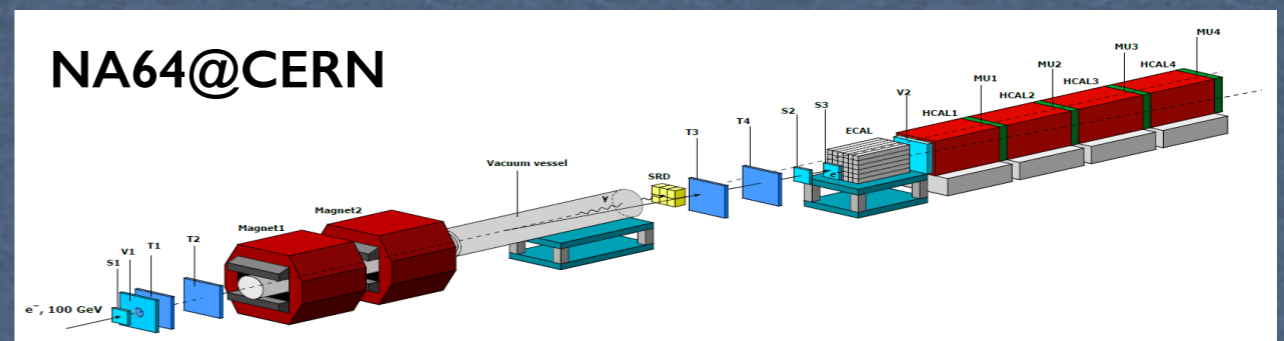 NA64@CERN
e⁻, 100 GeV
S1
V1
T1
T2
Magnet1
Magnet2
Vacuum vessel
γ
SRD
T3
T4
S2
S3
e⁻
ECAL
V2
HCAL1
MU1
HCAL2
MU2
HCAL3
MU3
HCAL4
MU4